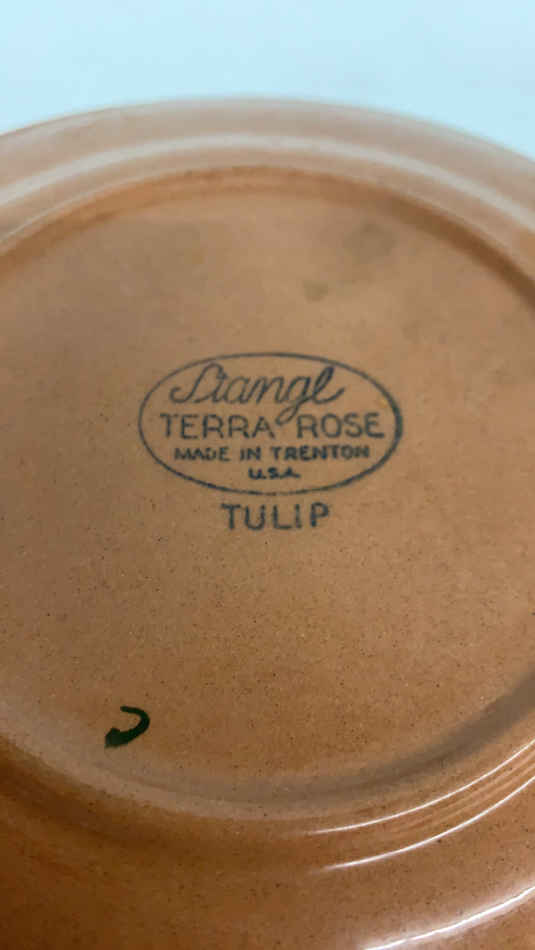 Stangl
TERRA ROSE
MADE IN TRENTON
U.S.A.
TULIP